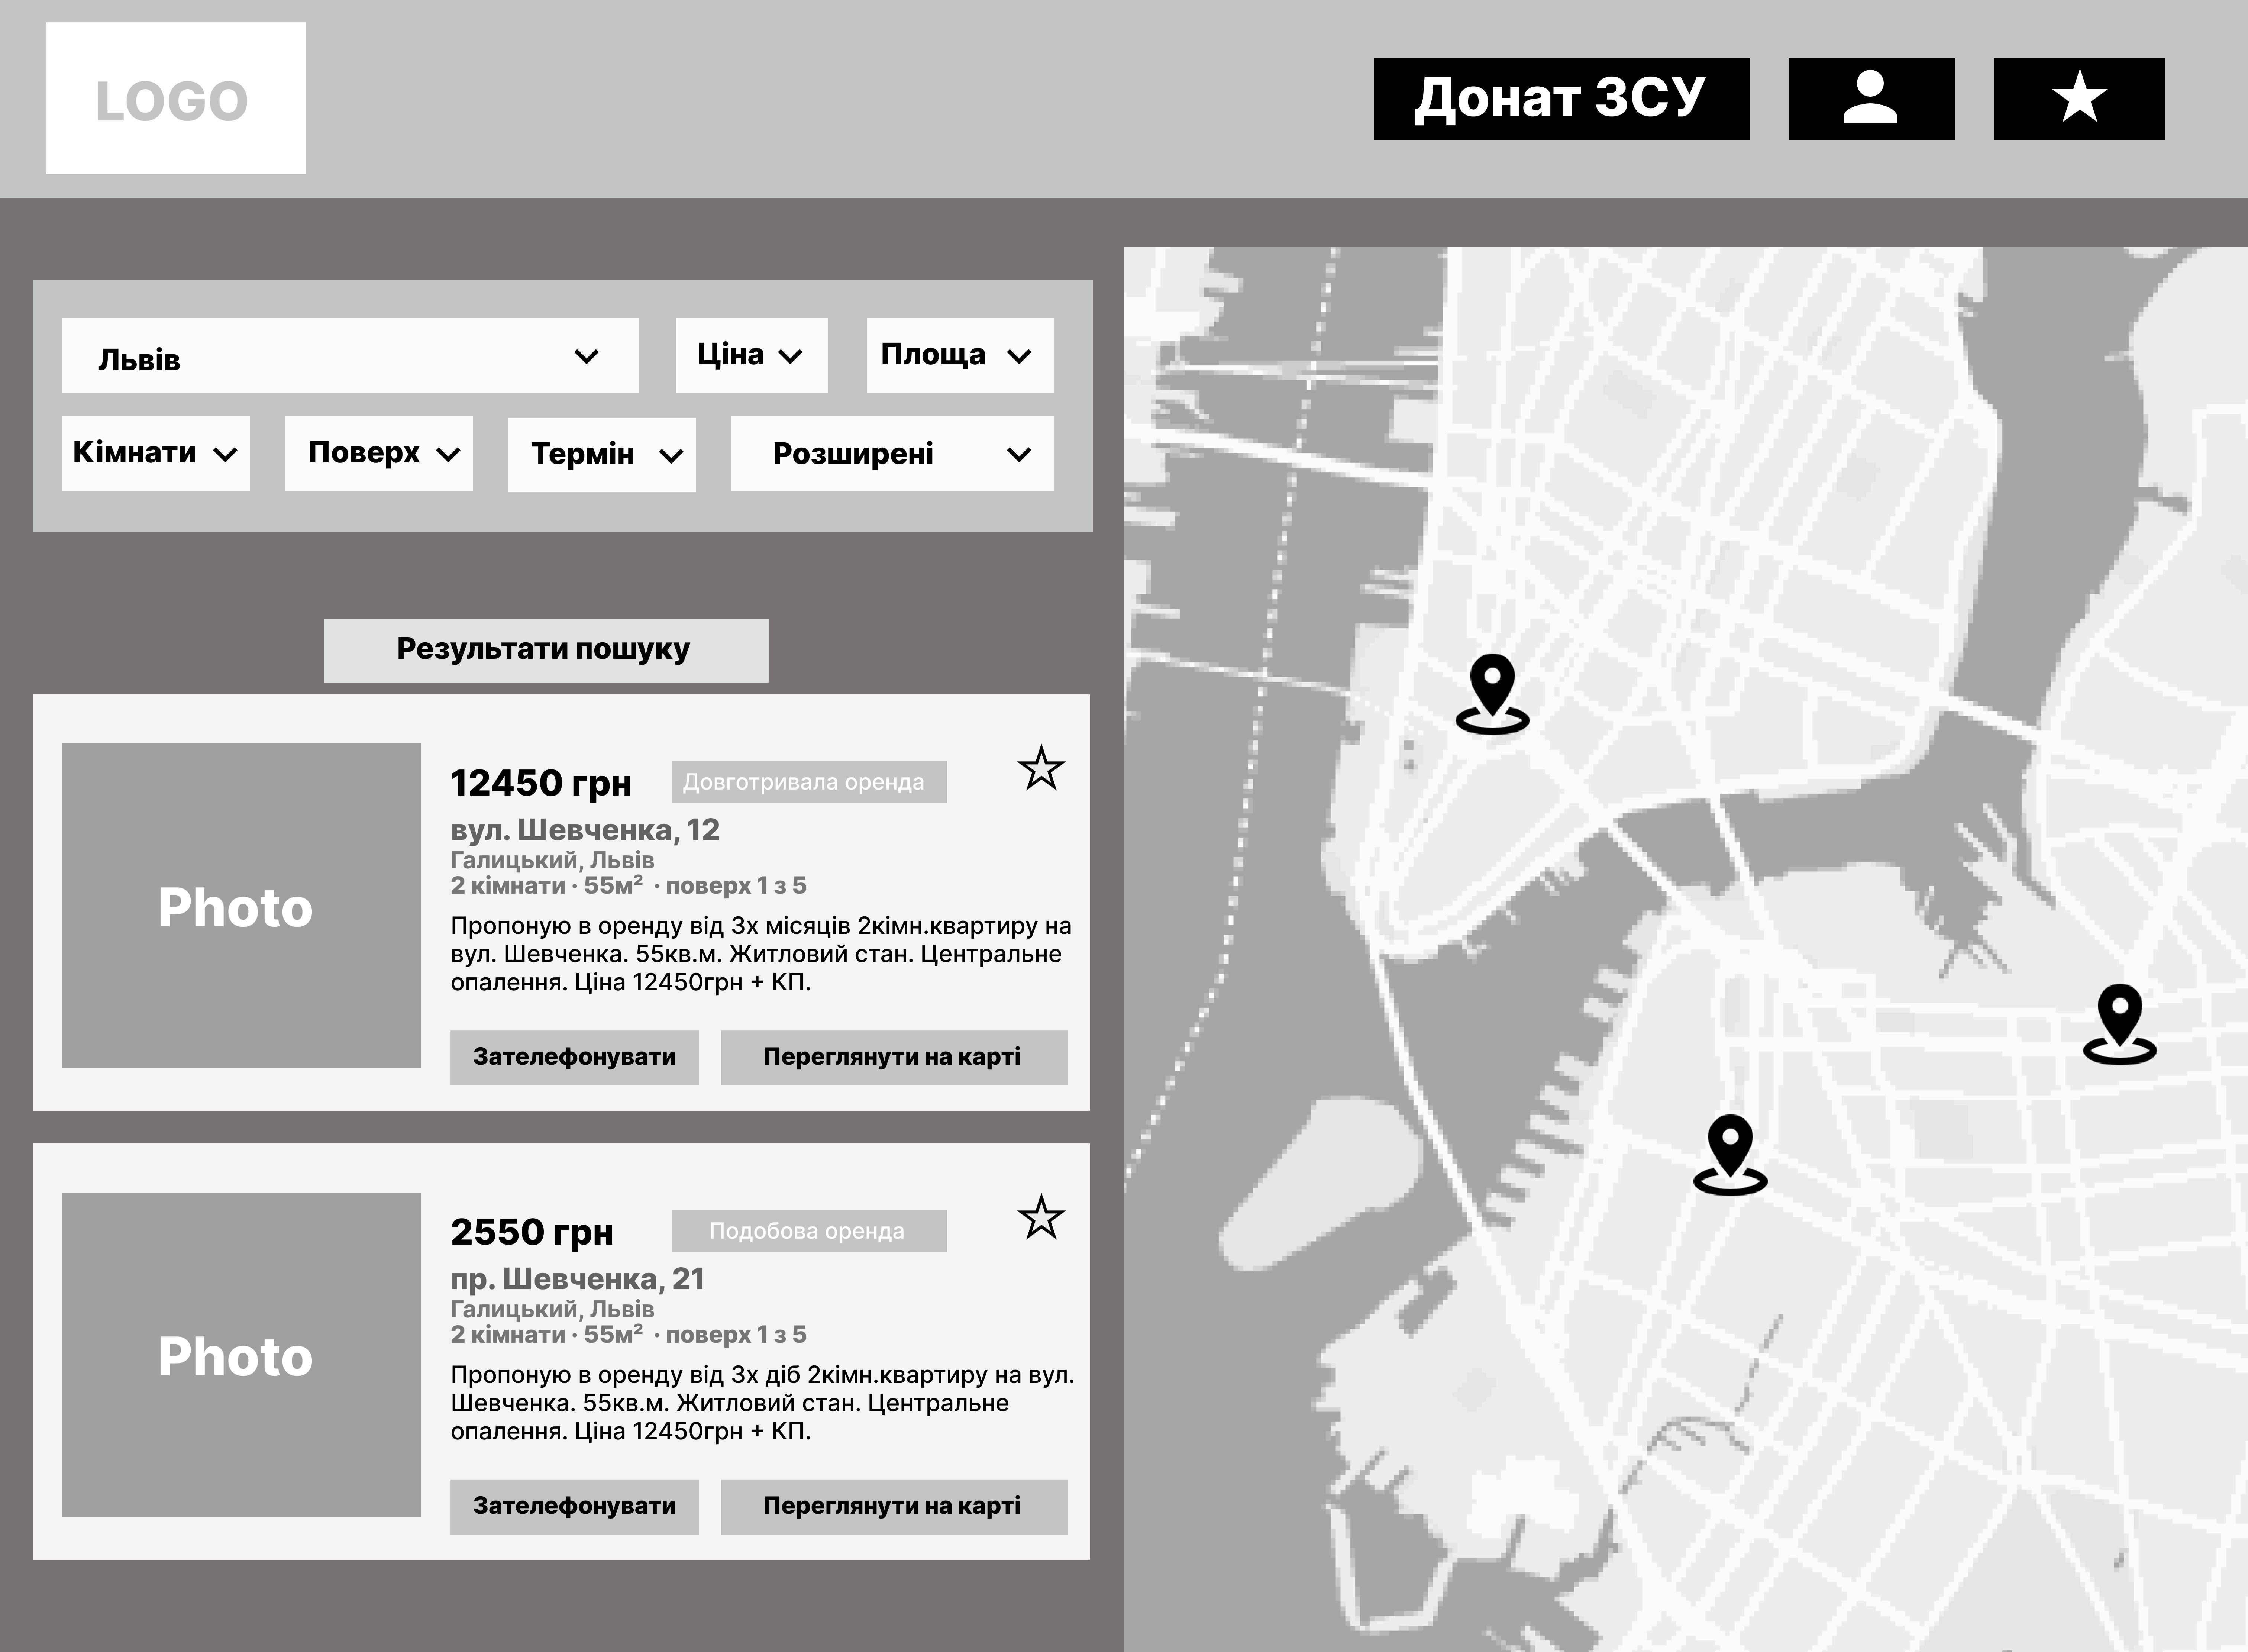 LOGO
Донат ЗСУ
Львів
Ціна
Площа
Кімнати
Поверх
Термін
Розширені
Результати пошуку
Photo
12450 грн
Довготривала оренда
вул. Шевченка, 12
Галицький, Львів
2 кімнати · 55м² · поверх 1 з 5
Пропоную в оренду від 3х місяців 2кімн.квартиру на
вул. Шевченка. 55кв.м. Житловий стан. Центральне
опалення. Ціна 12450грн + КП.
Зателефонувати
Переглянути на карті
Photo
2550 грн
Подобова оренда
пр. Шевченка, 21
Галицький, Львів
2 кімнати · 55м² · поверх 1 з 5
Пропоную в оренду від 3х діб 2кімн.квартиру на вул.
Шевченка. 55кв.м. Житловий стан. Центральне
опалення. Ціна 12450грн + КП.
Зателефонувати
Переглянути на карті